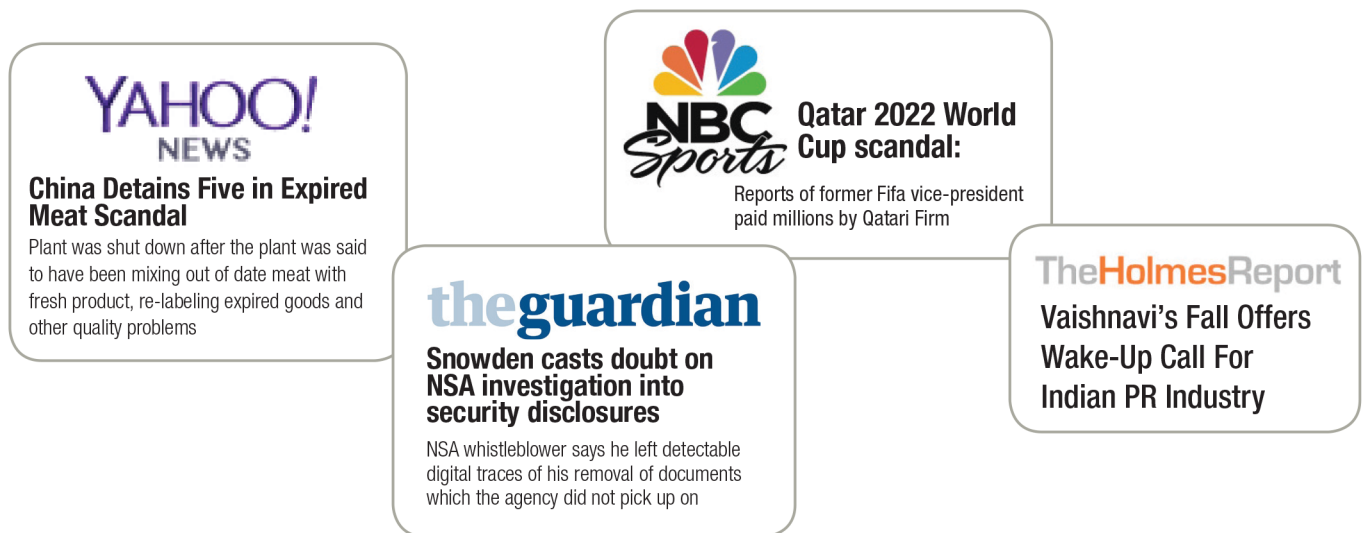 YAHOO!
NEWS
China Detains Five in Expired
Meat Scandal
Plant was shut down after the plant was said
to have been mixing out of date meat with
fresh product, re-labeling expired goods and
other quality problems
NBC
Sports
Qatar 2022 World
Cup scandal:
Reports of former Fifa vice-president
paid millions by Qatari Firm
theguardian
Snowden casts doubt on
NSA investigation into
security disclosures
NSA whistleblower says he left detectable
digital traces of his removal of documents
which the agency did not pick up on
TheHolmesReport
Vaishnavi’s Fall Offers
Wake-Up Call For
Indian PR Industry